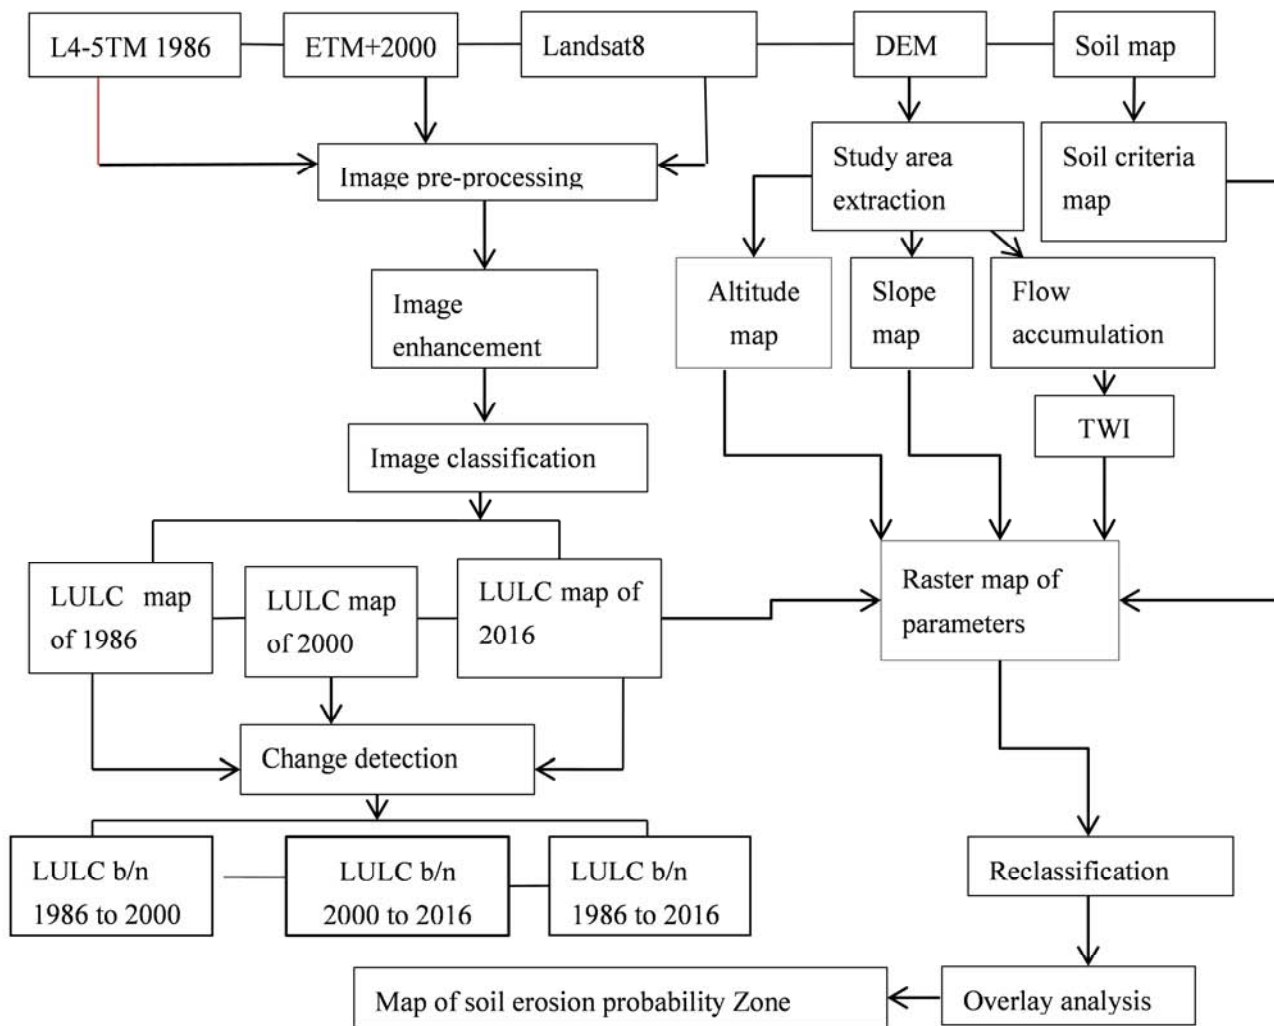 L4-5TM 1986
ETM+2000
Landsat8
DEM
Soil map
Image pre-processing
Study area
extraction
Soil criteria
map
Image
enhancement
Altitude
map
Slope
map
Flow
accumulation
TWI
Image classification
LULC map
of 1986
LULC map
of 2000
LULC map of
2016
Raster map of
parameters
Change detection
LULC b/n
1986 to 2000
LULC b/n
2000 to 2016
LULC b/n
1986 to 2016
Reclassification
Overlay analysis
Map of soil erosion probability Zone